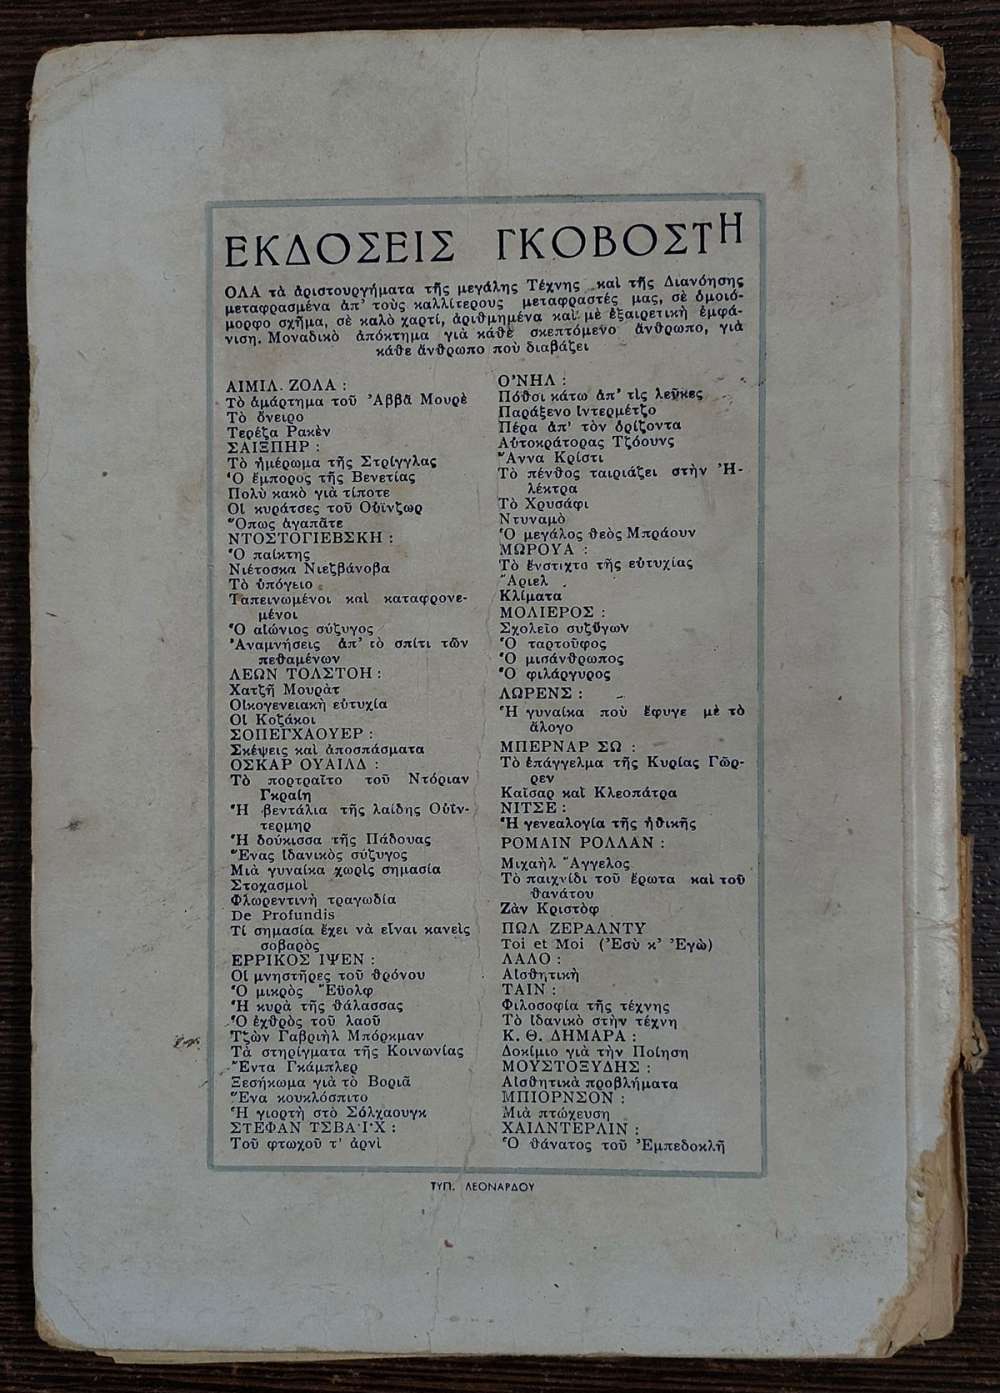 ΕΚΔΟΣΕΙΣ ΓΚΟΒΟΣΤΗ
ΟΛΑ τὰ ἀριστουργήματα τῆς μεγάλης Τέχνης καὶ τῆς Διανόησης
μεταφρασμένα ἀπ' τοὺς καλλίτερους μεταφραστές μας, σὲ ὁμοιό-
μορφο σχῆμα, σὲ καλὸ χαρτί, ἀριθμημένα καὶ μὲ ἐξαιρετικὴ ἐμφά-
νιση. Μοναδικὸ ἀπόκτημα γιὰ κάθε σκεπτόμενο ἄνθρωπο, γιὰ
κάθε ἄνθρωπο ποὺ διαβάζει
ΑΙΜΙΛ. ΖΟΛΑ :
Τὸ ἁμάρτημα τοῦ Ἀββᾶ Μουρὲ
Τὸ ὄνειρο
Τερέζα Ρακὲν
ΣΑΙΞΠΗΡ :
Τὸ ἡμέρωμα τῆς Στρίγγλας
Ὁ ἔμπορος τῆς Βενετίας
Πολὺ κακὸ γιὰ τίποτε
Οἱ κυράτσες τοῦ Οὐΐνζωρ
Ὅπως ἀγαπᾶτε
ΝΤΟΣΤΟΓΙΕΒΣΚΗ :
Ὁ παίκτης
Νιέτοσκα Νιεζβάνοβα
Τὸ ὑπόγειο
Ταπεινωμένοι καὶ καταφρονε-
μένοι
Ὁ αἰώνιος σύζυγος
Ἀναμνήσεις ἀπ' τὸ σπίτι τῶν
πεθαμένων
ΛΕΩΝ ΤΟΛΣΤΟΗ :
Χατζῆ Μουρὰτ
Οἰκογενειακὴ εὐτυχία
Οἱ Κοζάκοι
ΣΟΠΕΓΧΑΟΥΕΡ :
Σκέψεις καὶ ἀποσπάσματα
ΟΣΚΑΡ ΟΥΑΙΛΔ :
Τὸ πορτραῖτο τοῦ Ντόριαν
Γκραίη
Ἡ βεντάλια τῆς λαίδης Οὐΐν-
τερμηρ
Ἡ δούκισσα τῆς Πάδουας
Ἕνας ἰδανικὸς σύζυγος
Μιὰ γυναίκα χωρὶς σημασία
Στοχασμοὶ
Φλωρεντινὴ τραγωδία
De Profundis
Τί σημασία ἔχει νὰ εἶναι κανεὶς
σοβαρὸς
ΕΡΡΙΚΟΣ ΙΨΕΝ :
Οἱ μνηστῆρες τοῦ θρόνου
Ὁ μικρὸς Ἔϋολφ
Ἡ κυρὰ τῆς θάλασσας
Ὁ ἐχθρὸς τοῦ λαοῦ
Τζὼν Γαβριὴλ Μπόρκμαν
Τὰ στηρίγματα τῆς Κοινωνίας
Ἔντα Γκάμπλερ
Ξεσήκωμα γιὰ τὸ Βοριᾶ
Ἕνα κουκλόσπιτο
Ἡ γιορτὴ στὸ Σόλχαουγκ
ΣΤΕΦΑΝ ΤΣΒΑ·Ι·Χ :
Τοῦ φτωχοῦ τ' ἀρνὶ
Ο'ΝΗΛ :
Πόθοι κάτω ἀπ' τὶς λεῦκες
Παράξενο ἰντερμέτζο
Πέρα ἀπ' τὸν ὁρίζοντα
Αὐτοκράτορας Τζόουνς
Ἄννα Κρίστι
Τὸ πένθος ταιριάζει στὴν Ἠ-
λέκτρα
Τὸ Χρυσάφι
Ντυναμὸ
Ὁ μεγάλος θεὸς Μπράουν
ΜΩΡΟΥΑ :
Τὸ ἔνστιχτο τῆς εὐτυχίας
Ἄριελ
Κλίματα
ΜΟΛΙΕΡΟΣ :
Σχολεῖο συζύγων
Ὁ ταρτοῦφος
Ὁ μισάνθρωπος
Ὁ φιλάργυρος
ΛΩΡΕΝΣ :
Ἡ γυναίκα ποὺ ἔφυγε μὲ τὸ
ἄλογο
ΜΠΕΡΝΑΡ ΣΩ :
Τὸ ἐπάγγελμα τῆς Κυρίας Γῶρ-
ρεν
Καῖσαρ καὶ Κλεοπάτρα
ΝΙΤΣΕ :
Ἡ γενεαλογία τῆς ἠθικῆς
ΡΟΜΑΙΝ ΡΟΛΛΑΝ :
Μιχαὴλ Ἄγγελος
Τὸ παιχνίδι τοῦ ἔρωτα καὶ τοῦ
θανάτου
Ζὰν Κριστὸφ
ΠΩΛ ΖΕΡΑΛΝΤΥ
Toi et Moi (Ἐσὺ κ' Ἐγὼ)
ΛΑΛΟ :
Αἰσθητικὴ
ΤΑΙΝ :
Φιλοσοφία τῆς τέχνης
Τὸ ἰδανικὸ στὴν τέχνη
Κ. Θ. ΔΗΜΑΡΑ :
Δοκίμιο γιὰ τὴν Ποίηση
ΜΟΥΣΤΟΞΥΔΗΣ :
Αἰσθητικὰ προβλήματα
ΜΠΙΟΡΝΣΟΝ :
Μιὰ πτώχευση
ΧΑΙΛΝΤΕΡΛΙΝ :
Ὁ θάνατος τοῦ Ἐμπεδοκλῆ
ΤΥΠ. ΛΕΟΝΑΡΔΟΥ